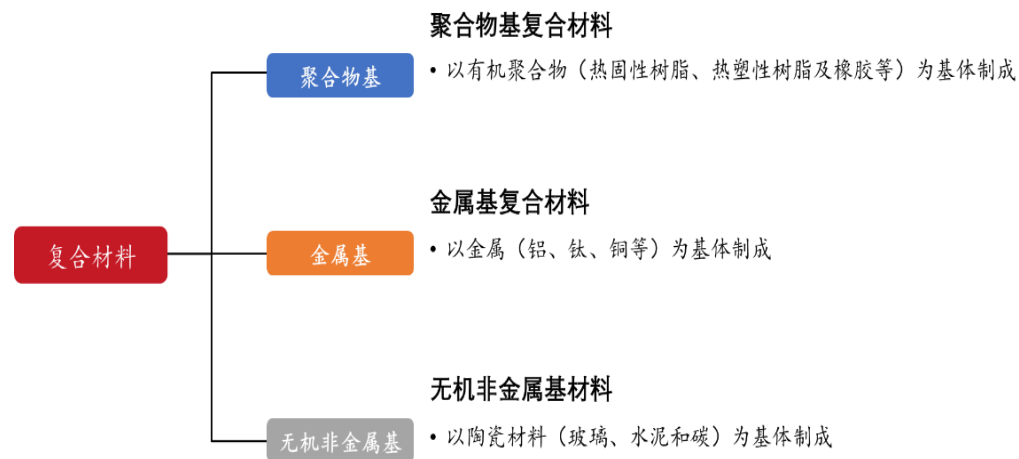 聚合物基复合材料
聚合物基
• 以有机聚合物（热固性树脂、热塑性树脂及橡胶等）为基体制成
金属基复合材料
复合材料
金属基
• 以金属（铝、钛、铜等）为基体制成
无机非金属基材料
无机非金属基
• 以陶瓷材料（玻璃、水泥和碳）为基体制成